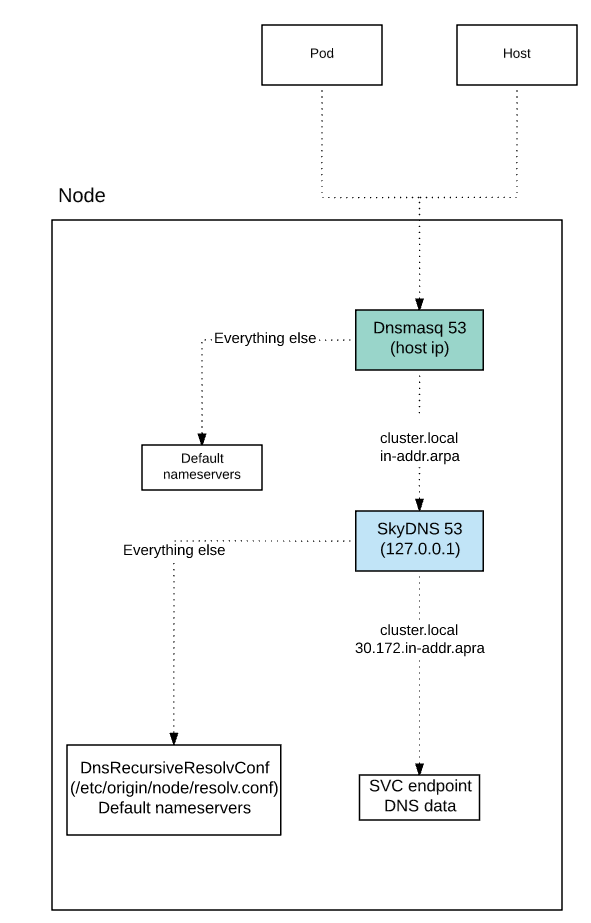 Pod
Host
Node
Dnsmasq 53
(host ip)
Everything else
Default
nameservers
cluster.local
in-addr.arpa
SkyDNS 53
(127.0.0.1)
Everything else
cluster.local
30.172.in-addr.apra
DnsRecursiveResolvConf
(/etc/origin/node/resolv.conf)
Default nameservers
SVC endpoint
DNS data